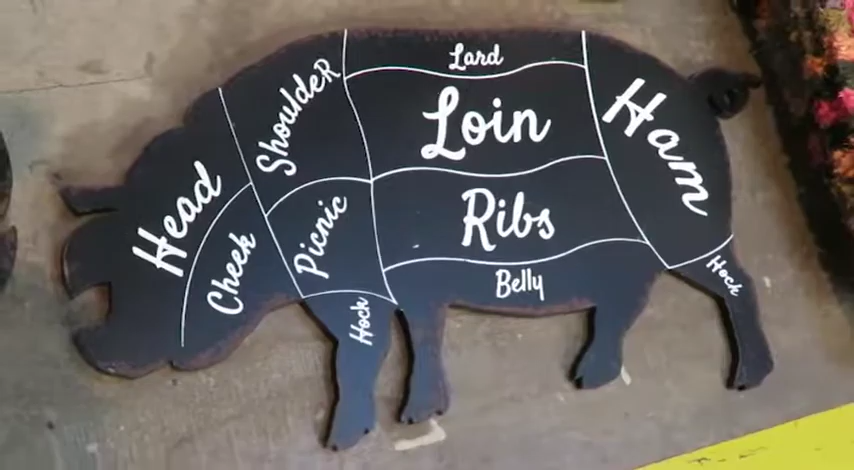 Lard
Shoulder
Loin
Ham
Head
Cheek
Picnic
Ribs
Belly
Hock
Hock